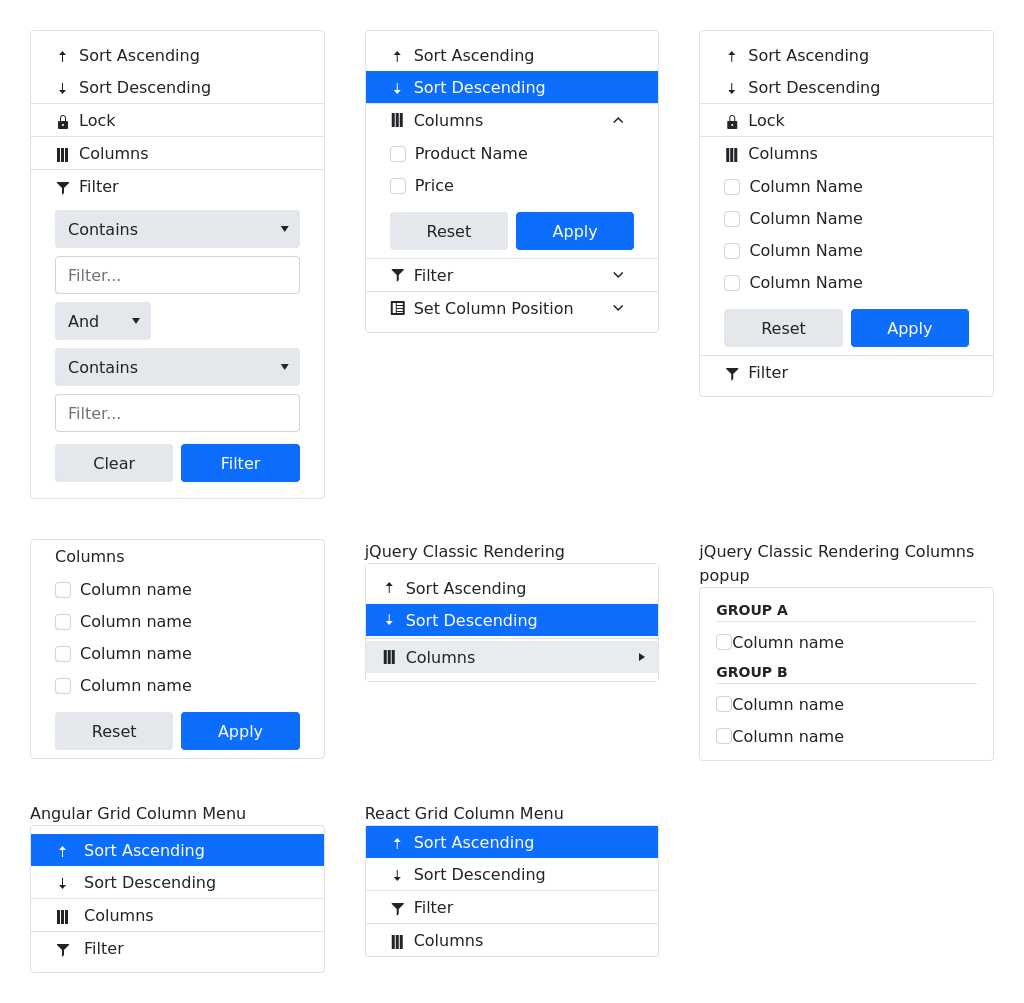 Sort Ascending
Sort Descending
Lock
Columns
Filter
Contains
Filter...
And
Contains
Filter...
Clear
Filter
Sort Ascending
Sort Descending
Columns
Product Name
Price
Reset
Apply
Filter
Set Column Position
Sort Ascending
Sort Descending
Lock
Columns
Column Name
Column Name
Column Name
Column Name
Reset
Apply
Filter
Columns
Column name
Column name
Column name
Column name
Reset
Apply
jQuery Classic Rendering
Sort Ascending
Sort Descending
Columns
jQuery Classic Rendering Columns
popup
GROUP A
Column name
GROUP B
Column name
Column name
Angular Grid Column Menu
Sort Ascending
Sort Descending
Columns
Filter
React Grid Column Menu
Sort Ascending
Sort Descending
Filter
Columns